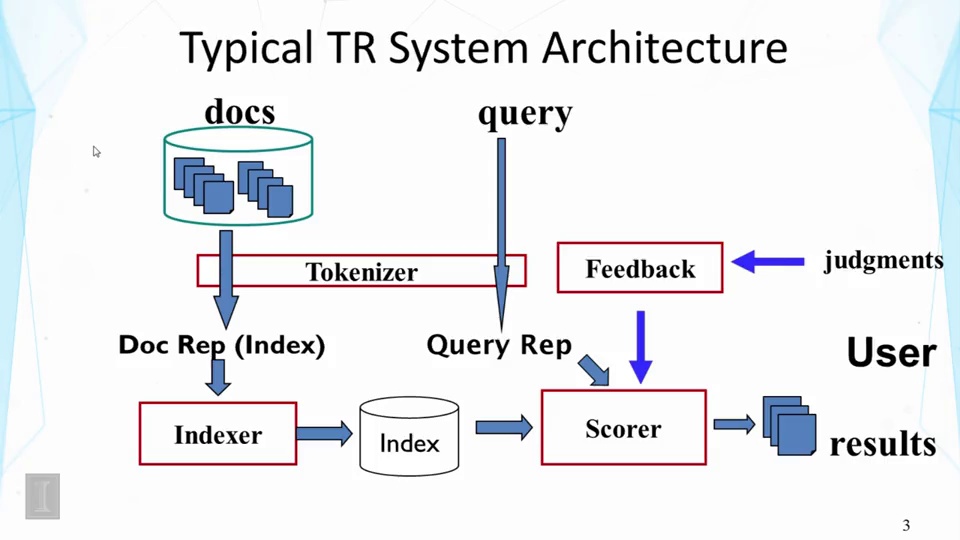 Typical TR System Architecture
docs
query
Tokenizer
Feedback
judgments
Doc Rep (Index)
Query Rep
User
Indexer
Index
Scorer
results
I
3